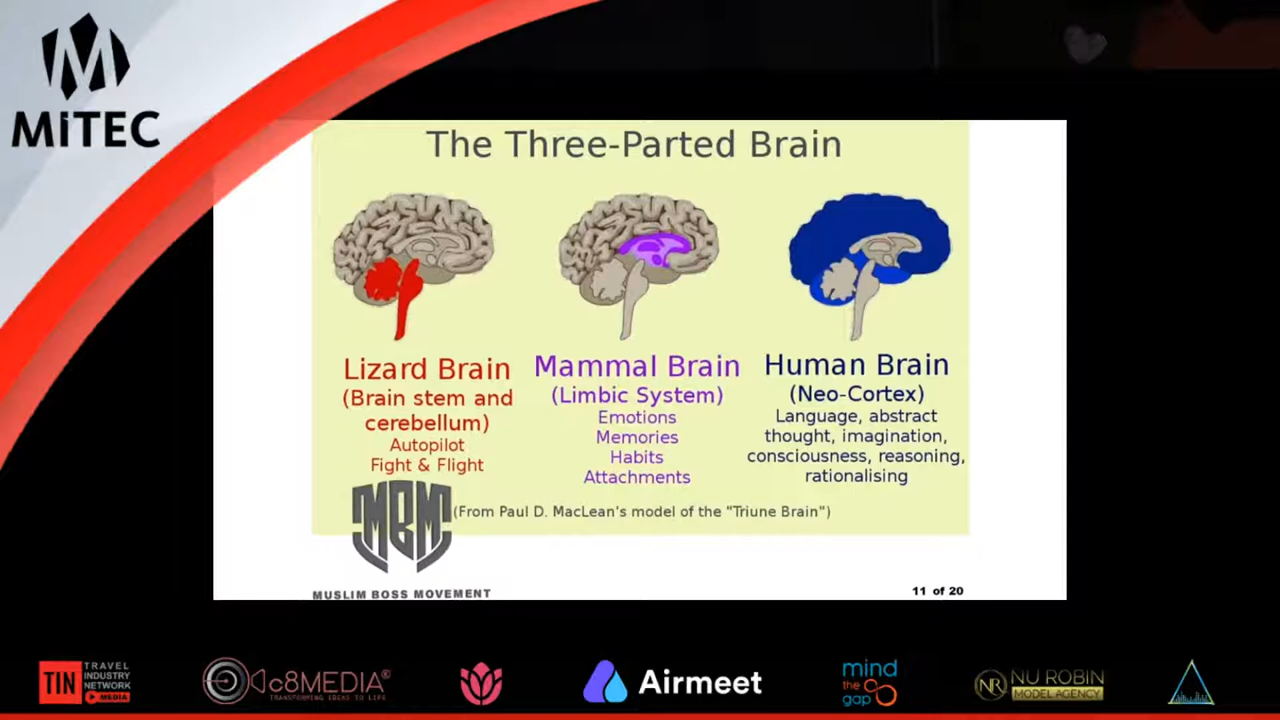 MiTEC
The Three-Parted Brain
Lizard Brain
(Brain stem and
cerebellum)
Autopilot
Fight & Flight
Mammal Brain
(Limbic System)
Emotions
Memories
Habits
Attachments
Human Brain
(Neo-Cortex)
Language, abstract
thought, imagination,
consciousness, reasoning,
rationalising
MBM
(From Paul D. MacLean's model of the "Triune Brain")
MUSLIM BOSS MOVEMENT
11 of 20
TIN
TRAVEL
INDUSTRY
NETWORK
MEDIA
c8MEDIA®
TRANSFORMING IDEAS TO LIFE
Airmeet
mind
the
gap
NR
NU ROBIN
MODEL AGENCY